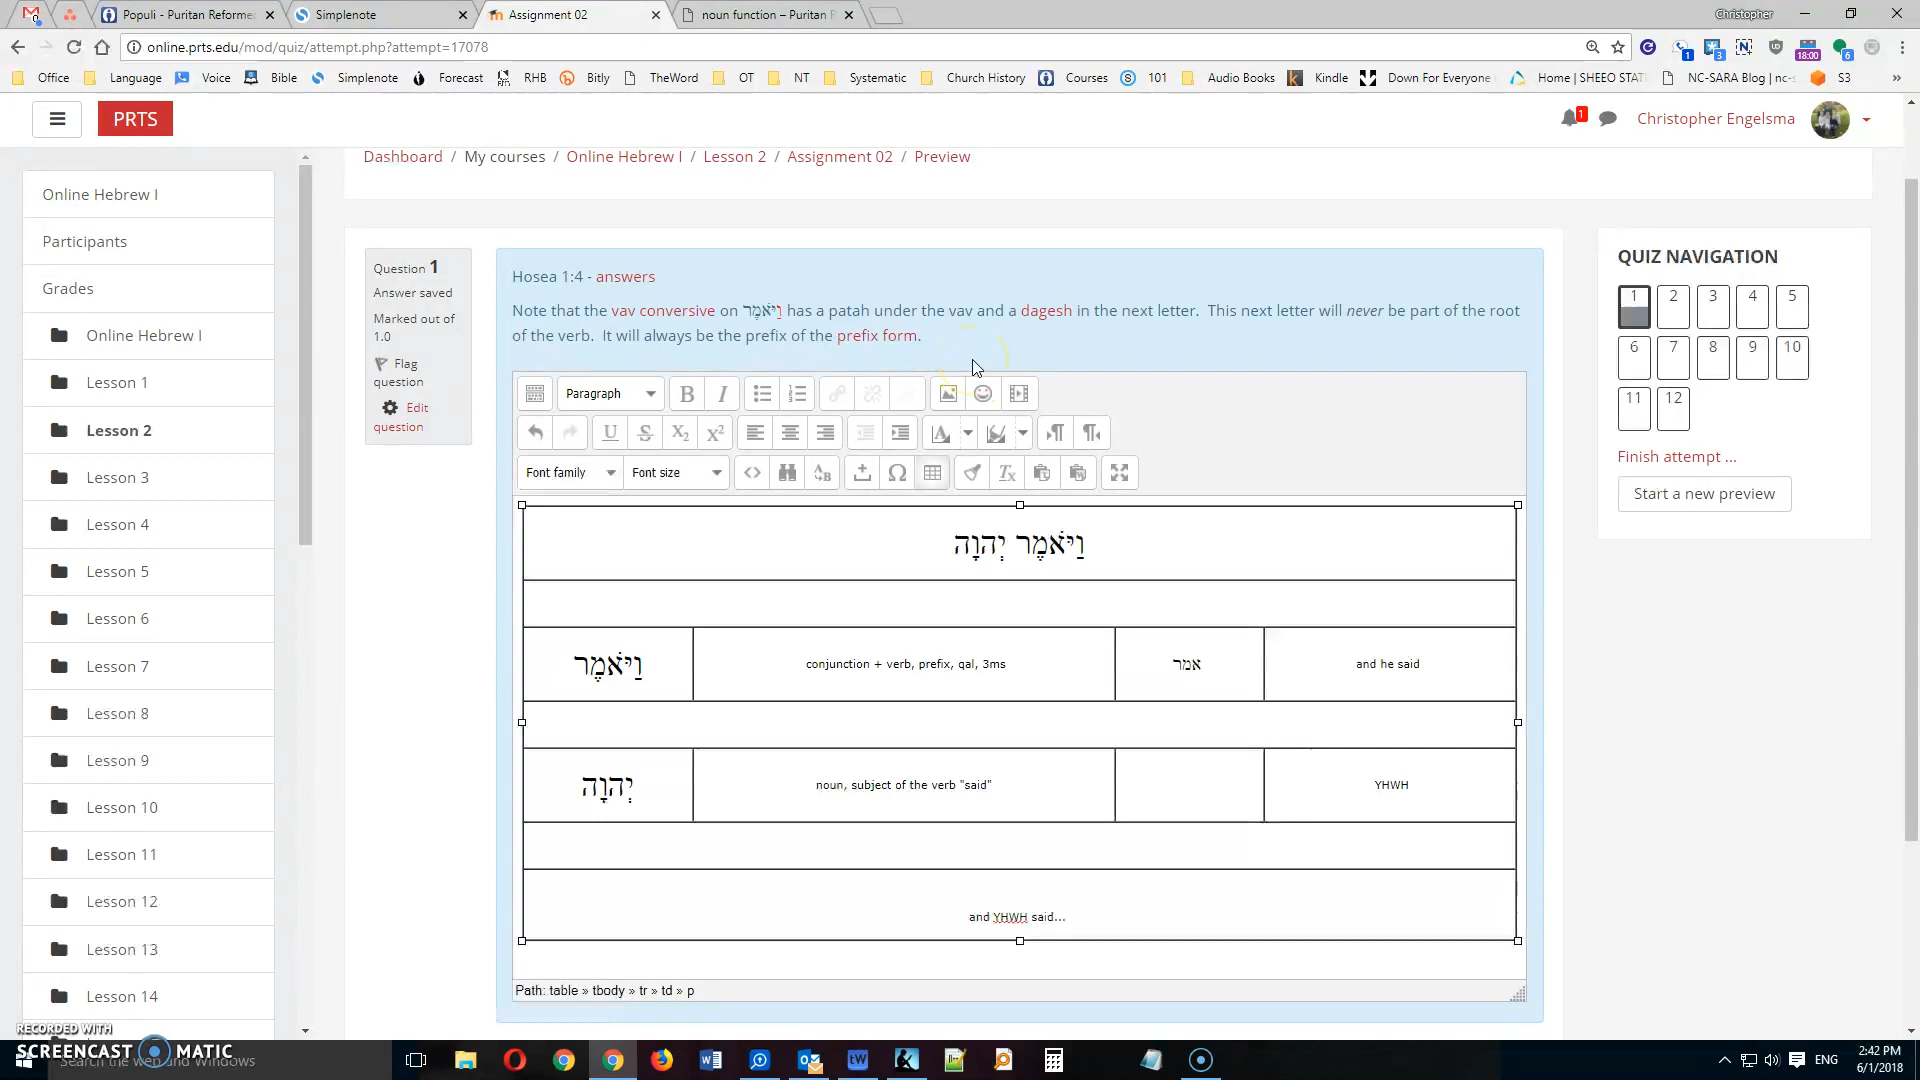 Populi - Puritan Reforme
Simplenote
Assignment 02
noun function – Puritan R
Christopher
online.prts.edu/mod/quiz/attempt.php?attempt=17078
1 3 18:00 6
Office Language Voice Bible Simplenote Forecast RHB Bitly TheWord OT NT Systematic Church History Courses 101 Audio Books Kindle Down For Everyone Home | SHEEO STAT NC-SARA Blog | nc- S3 »
PRTS
1 Christopher Engelsma
Dashboard / My courses / Online Hebrew I / Lesson 2 / Assignment 02 / Preview
Online Hebrew I
Participants
Grades
Online Hebrew I
Lesson 1
Lesson 2
Lesson 3
Lesson 4
Lesson 5
Lesson 6
Lesson 7
Lesson 8
Lesson 9
Lesson 10
Lesson 11
Lesson 12
Lesson 13
Lesson 14
Question 1
Answer saved
Marked out of
1.0
Flag
question
Edit
question
Hosea 1:4 - answers
Note that the vav conversive on וַיֹּאמֶר has a patah under the vav and a dagesh in the next letter. This next letter will never be part of the root
of the verb. It will always be the prefix of the prefix form.
Paragraph
Font family Font size
וַיֹּאמֶר יְהוָה
וַיֹּאמֶר conjunction + verb, prefix, qal, 3ms אמר and he said
יְהוָה noun, subject of the verb "said" YHWH
and YHWH said...
Path: table » tbody » tr » td » p
QUIZ NAVIGATION
1 2 3 4 5
6 7 8 9 10
11 12
Finish attempt ...
Start a new preview
RECORDED WITH
SCREENCAST MATIC
Search the web and Windows
ENG
2:42 PM
6/1/2018